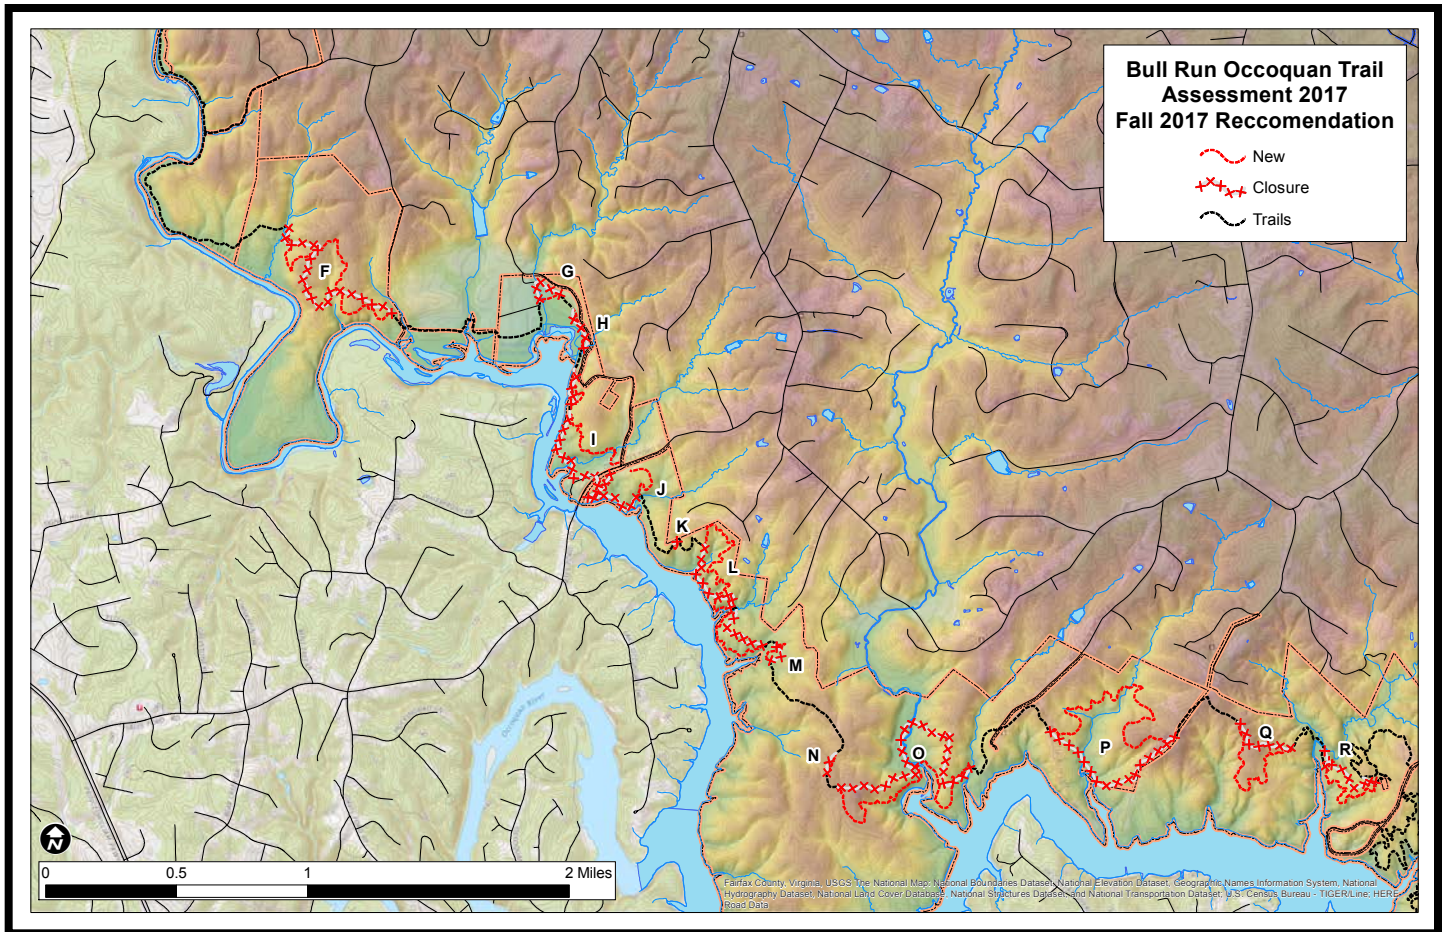 Bull Run Occoquan Trail
Assessment 2017
Fall 2017 Reccomendation
New
Closure
Trails
F
G
H
I
J
K
L
M
N
O
P
Q
R
Occoquan River
N
0 0.5 1 2 Miles
Fairfax County, Virginia, USGS The National Map: National Boundaries Dataset, National Elevation Dataset, Geographic Names Information System, National
Hydrography Dataset, National Land Cover Database, National Structures Dataset, and National Transportation Dataset; U.S. Census Bureau - TIGER/Line; HERE
Road Data